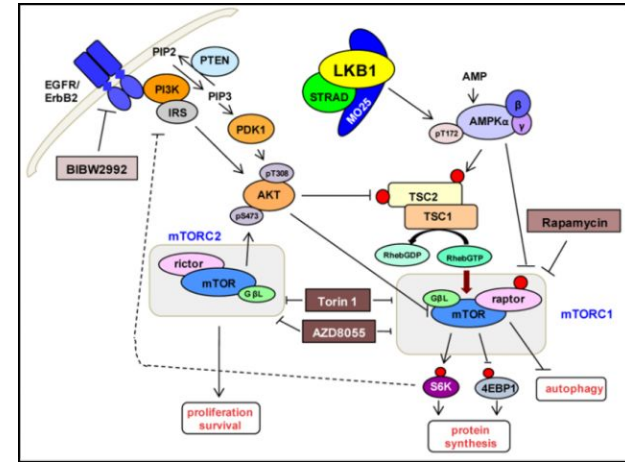 PIP2
PTEN
EGFR/
ErbB2
PI3K
IRS
PIP3
PDK1
BIBW2992
pT308
AKT
pS473
mTORC2
rictor
mTOR
GβL
proliferation
survival
LKB1
STRAD
MO25
AMP
AMPKα
β
γ
pT172
TSC2
TSC1
RhebGDP
RhebGTP
Rapamycin
Torin 1
AZD8055
GβL
raptor
mTOR
mTORC1
S6K
4EBP1
autophagy
protein
synthesis